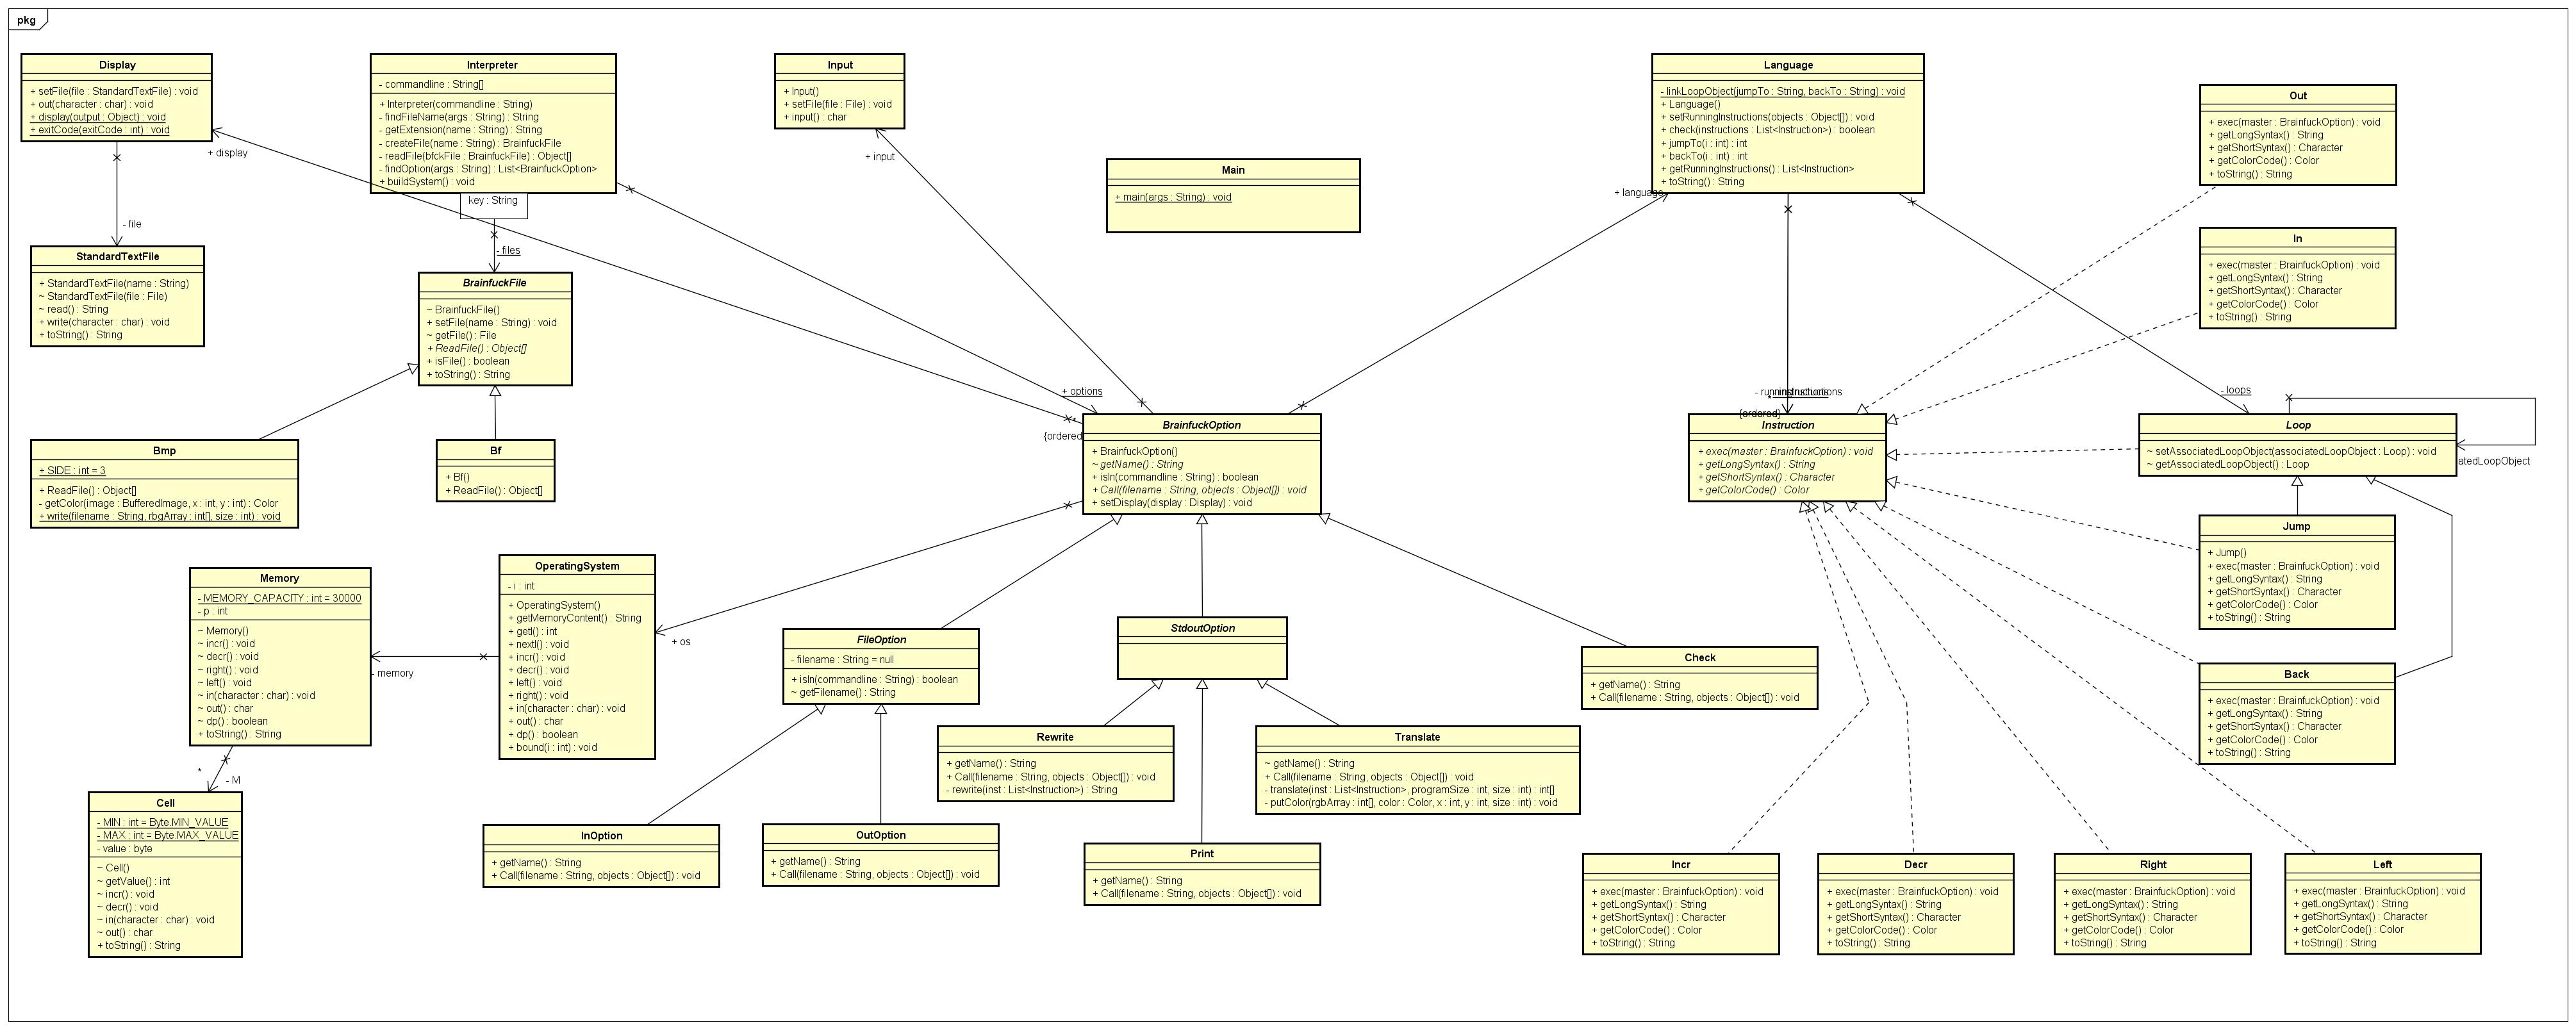 pkg
Display
+ setFile(file : StandardTextFile) : void
+ out(character : char) : void
+ display(output : Object) : void
+ exitCode(exitCode : int) : void
+ display
- file
StandardTextFile
+ StandardTextFile(name : String)
~ StandardTextFile(file : File)
~ read() : String
+ write(character : char) : void
+ toString() : String
Interpreter
- commandline : String[]
+ Interpreter(commandline : String)
- findFileName(args : String) : String
- getExtension(name : String) : String
- createFile(name : String) : BrainfuckFile
- readFile(bfckFile : BrainfuckFile) : Object[]
- findOption(args : String) : List<BrainfuckOption>
+ buildSystem() : void
key : String
- files
BrainfuckFile
~ BrainfuckFile()
+ setFile(name : String) : void
~ getFile() : File
+ ReadFile() : Object[]
+ isFile() : boolean
+ toString() : String
Bmp
+ SIDE : int = 3
+ ReadFile() : Object[]
- getColor(image : BufferedImage, x : int, y : int) : Color
+ write(filename : String, rbgArray : int[], size : int) : void
Bf
+ Bf()
+ ReadFile() : Object[]
Input
+ Input()
+ setFile(file : File) : void
+ input() : char
+ input
Main
+ main(args : String) : void
Language
- linkLoopObject(jumpTo : String, backTo : String) : void
+ Language()
+ setRunningInstructions(objects : Object[]) : void
+ check(instructions : List<Instruction>) : boolean
+ jumpTo(i : int) : int
+ backTo(i : int) : int
+ getRunningInstructions() : List<Instruction>
+ toString() : String
+ language
Out
+ exec(master : BrainfuckOption) : void
+ getLongSyntax() : String
+ getShortSyntax() : Character
+ getColorCode() : Color
+ toString() : String
In
+ exec(master : BrainfuckOption) : void
+ getLongSyntax() : String
+ getShortSyntax() : Character
+ getColorCode() : Color
+ toString() : String
+ options
*
{ordered
BrainfuckOption
+ BrainfuckOption()
~ getName() : String
+ isIn(commandline : String) : boolean
+ Call(filename : String, objects : Object[]) : void
+ setDisplay(display : Display) : void
{ordered}
Instruction
+ exec(master : BrainfuckOption) : void
+ getLongSyntax() : String
+ getShortSyntax() : Character
+ getColorCode() : Color
- loops
Loop
~ setAssociatedLoopObject(associatedLoopObject : Loop) : void
~ getAssociatedLoopObject() : Loop
atedLoopObject
Jump
+ Jump()
+ exec(master : BrainfuckOption) : void
+ getLongSyntax() : String
+ getShortSyntax() : Character
+ getColorCode() : Color
+ toString() : String
Back
+ exec(master : BrainfuckOption) : void
+ getLongSyntax() : String
+ getShortSyntax() : Character
+ getColorCode() : Color
+ toString() : String
Memory
- MEMORY_CAPACITY : int = 30000
- p : int
~ Memory()
~ incr() : void
~ decr() : void
~ right() : void
~ left() : void
~ in(character : char) : void
~ out() : char
~ dp() : boolean
+ toString() : String
- memory
*
- M
Cell
- MIN : int = Byte.MIN_VALUE
- MAX : int = Byte.MAX_VALUE
- value : byte
~ Cell()
~ getValue() : int
~ incr() : void
~ decr() : void
~ in(character : char) : void
~ out() : char
+ toString() : String
OperatingSystem
- i : int
+ OperatingSystem()
+ getMemoryContent() : String
+ getI() : int
+ nextI() : void
+ incr() : void
+ decr() : void
+ left() : void
+ right() : void
+ in(character : char) : void
+ out() : char
+ dp() : boolean
+ bound(i : int) : void
+ os
FileOption
- filename : String = null
+ isIn(commandline : String) : boolean
~ getFilename() : String
StdoutOption
Check
+ getName() : String
+ Call(filename : String, objects : Object[]) : void
Rewrite
+ getName() : String
+ Call(filename : String, objects : Object[]) : void
- rewrite(inst : List<Instruction>) : String
Translate
~ getName() : String
+ Call(filename : String, objects : Object[]) : void
- translate(inst : List<Instruction>, programSize : int, size : int) : int[]
- putColor(rgbArray : int[], color : Color, x : int, y : int, size : int) : void
InOption
+ getName() : String
+ Call(filename : String, objects : Object[]) : void
OutOption
+ getName() : String
+ Call(filename : String, objects : Object[]) : void
Print
+ getName() : String
+ Call(filename : String, objects : Object[]) : void
Incr
+ exec(master : BrainfuckOption) : void
+ getLongSyntax() : String
+ getShortSyntax() : Character
+ getColorCode() : Color
+ toString() : String
Decr
+ exec(master : BrainfuckOption) : void
+ getLongSyntax() : String
+ getShortSyntax() : Character
+ getColorCode() : Color
+ toString() : String
Right
+ exec(master : BrainfuckOption) : void
+ getLongSyntax() : String
+ getShortSyntax() : Character
+ getColorCode() : Color
+ toString() : String
Left
+ exec(master : BrainfuckOption) : void
+ getLongSyntax() : String
+ getShortSyntax() : Character
+ getColorCode() : Color
+ toString() : String